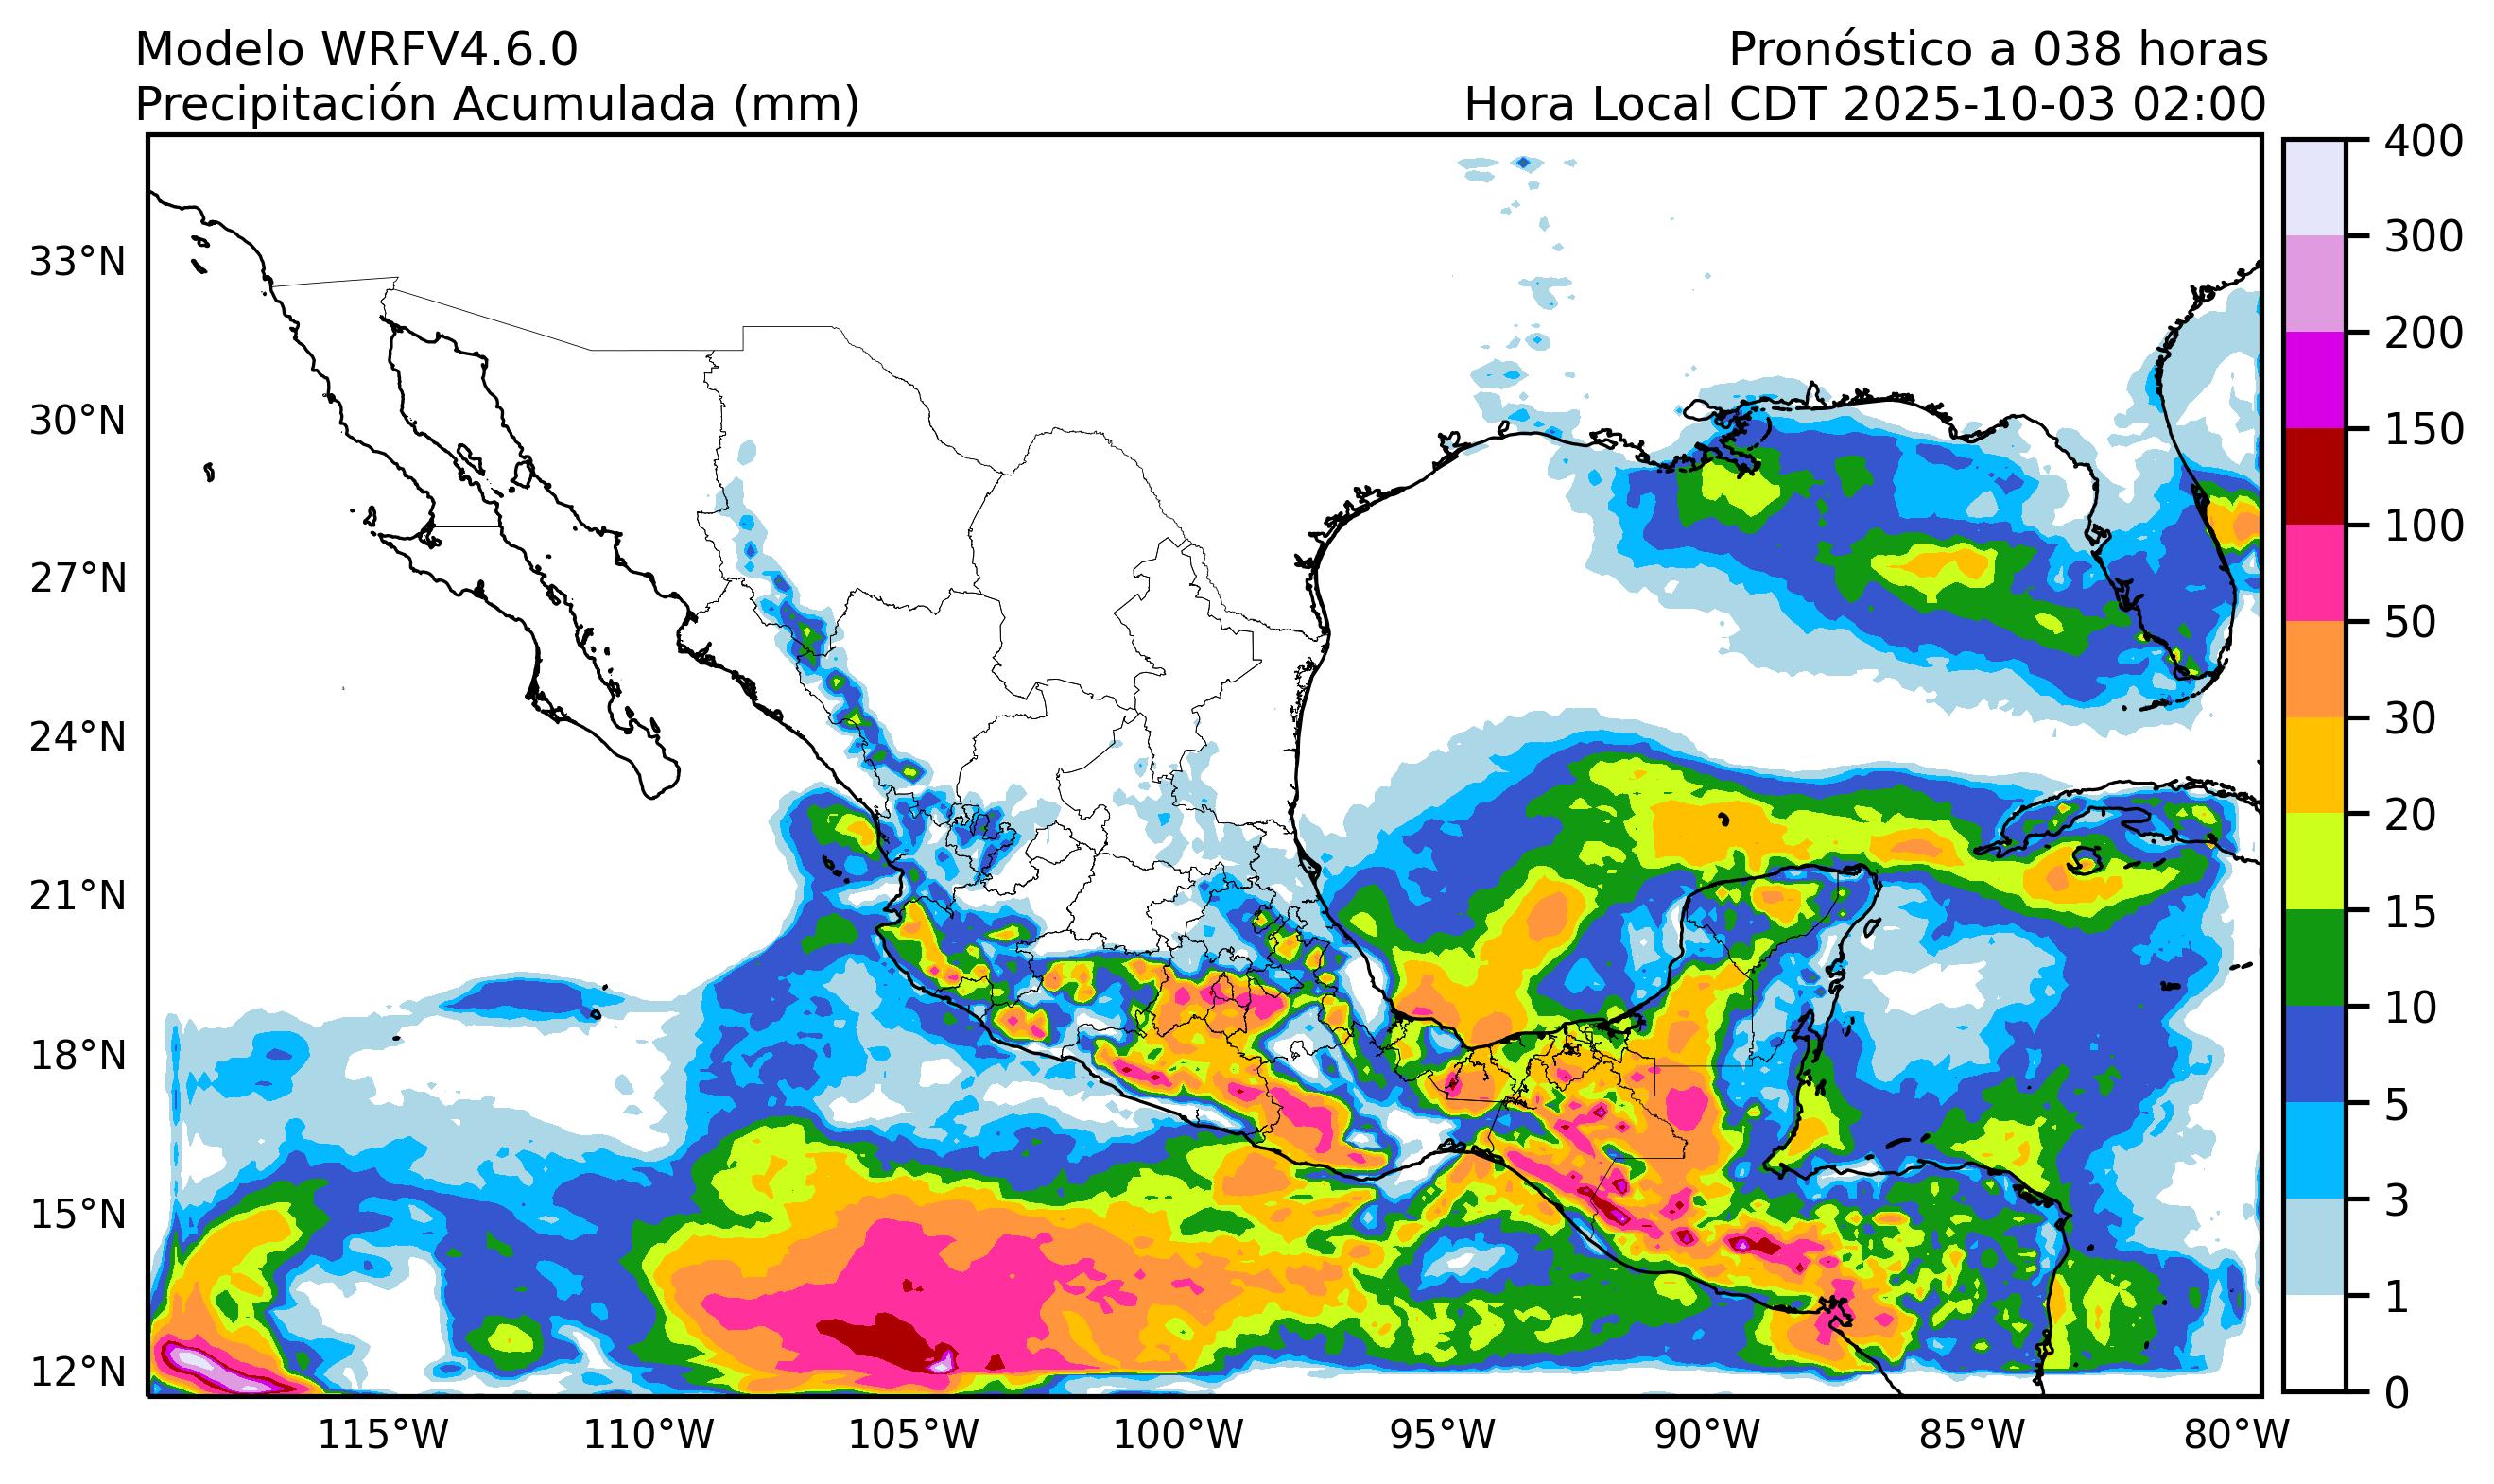 Modelo WRFV4.6.0
Pronóstico a 038 horas
Precipitación Acumulada (mm)
Hora Local CDT 2025-10-03 02:00
33°N
30°N
27°N
24°N
21°N
18°N
15°N
12°N
115°W
110°W
105°W
100°W
95°W
90°W
85°W
80°W
400
300
200
150
100
50
30
20
15
10
5
3
1
0